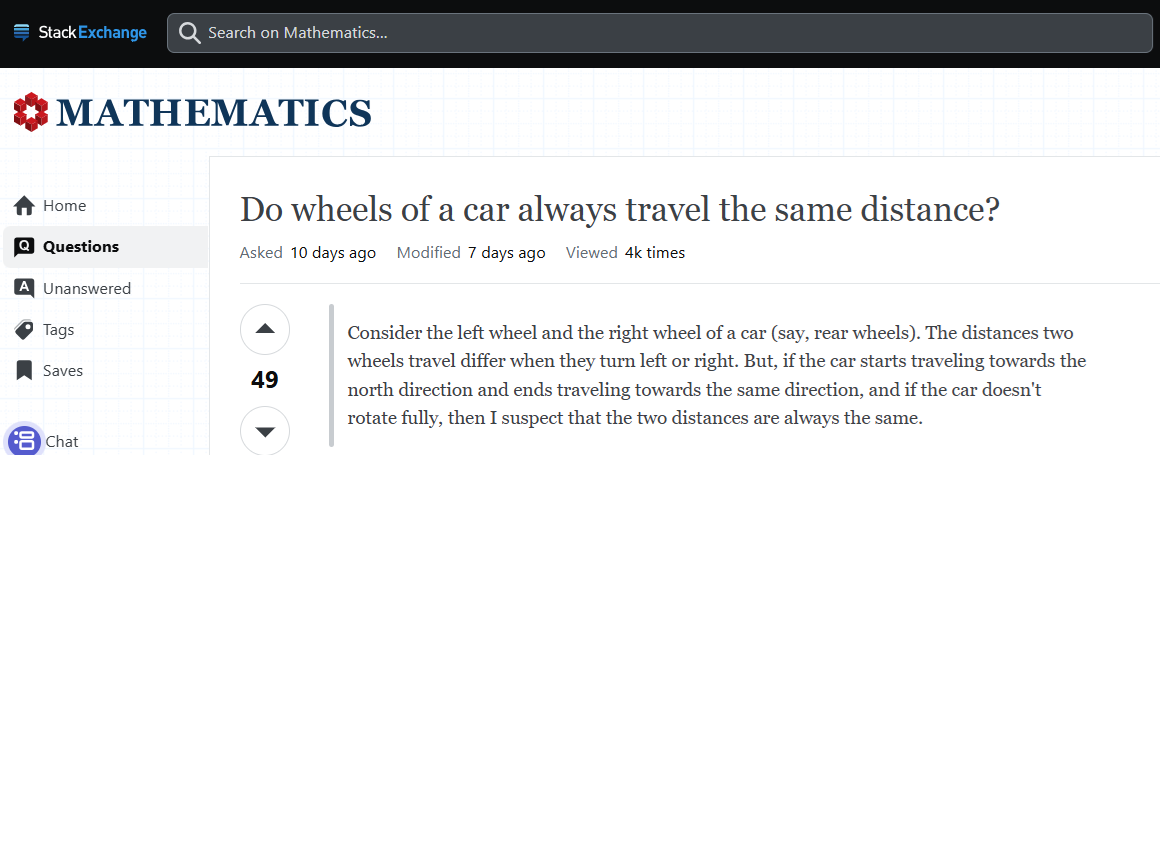 StackExchange
Search on Mathematics...
MATHEMATICS
Home
Questions
Unanswered
Tags
Saves
Chat
Do wheels of a car always travel the same distance?
Asked 10 days ago Modified 7 days ago Viewed 4k times
49
Consider the left wheel and the right wheel of a car (say, rear wheels). The distances two
wheels travel differ when they turn left or right. But, if the car starts traveling towards the
north direction and ends traveling towards the same direction, and if the car doesn't
rotate fully, then I suspect that the two distances are always the same.